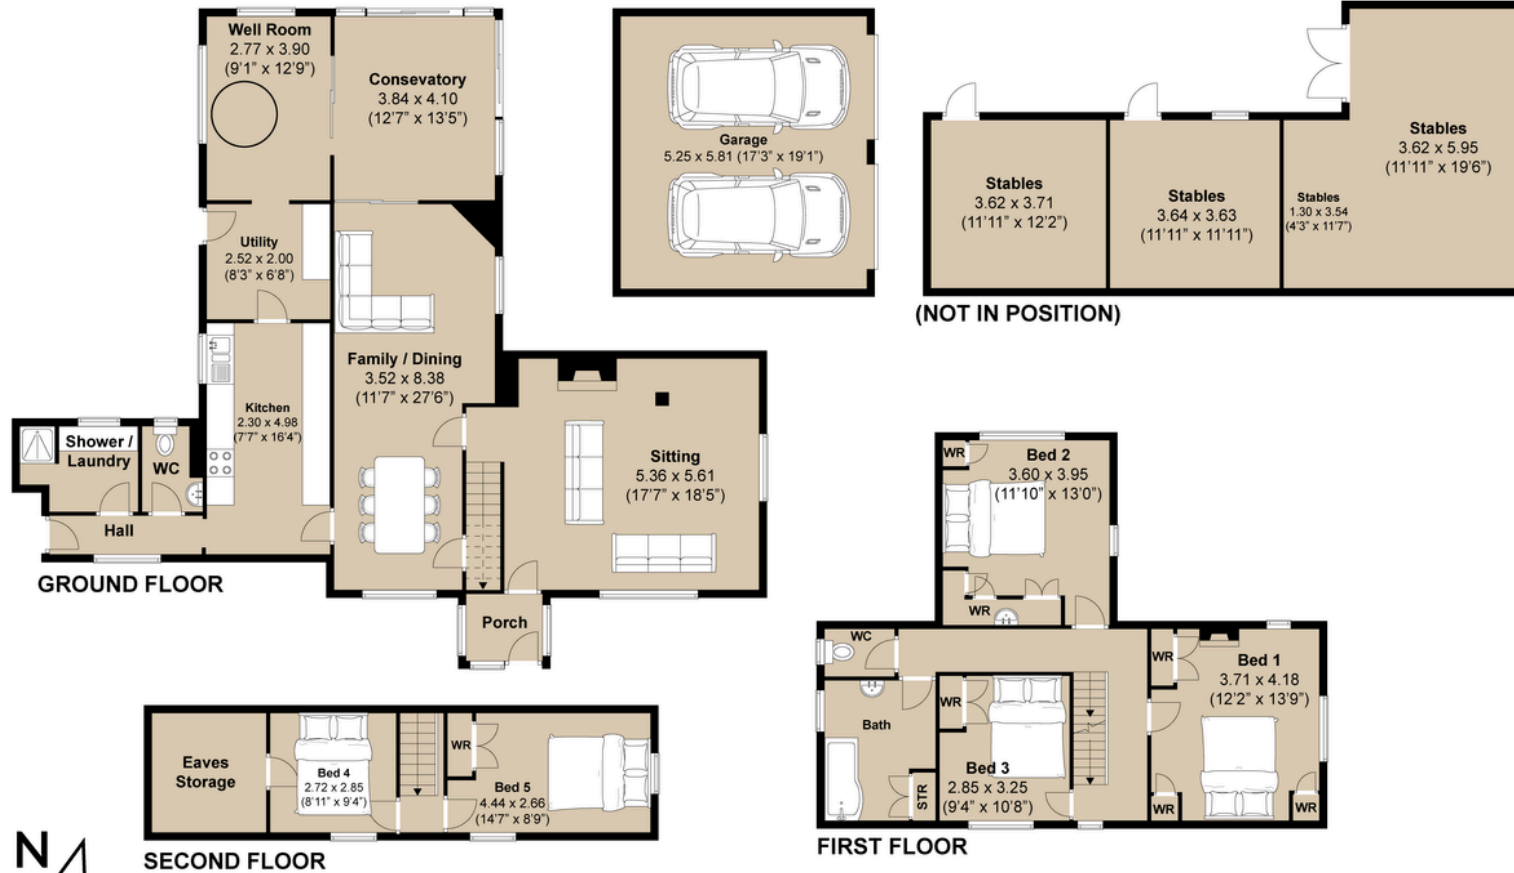 Well Room
2.77 x 3.90
(9'1" x 12'9")
Consevatory
3.84 x 4.10
(12'7" x 13'5")
Utility
2.52 x 2.00
(8'3" x 6'8")
Family / Dining
3.52 x 8.38
(11'7" x 27'6")
Kitchen
2.30 x 4.98
(7'7" x 16'4")
Shower /
Laundry
WC
Hall
Sitting
5.36 x 5.61
(17'7" x 18'5")
Porch
GROUND FLOOR
Garage
5.25 x 5.81 (17'3" x 19'1")
Stables
3.62 x 3.71
(11'11" x 12'2")
Stables
3.64 x 3.63
(11'11" x 11'11")
Stables
1.30 x 3.54
(4'3" x 11'7")
Stables
3.62 x 5.95
(11'11" x 19'6")
(NOT IN POSITION)
WR
Bed 2
3.60 x 3.95
(11'10" x 13'0")
WR
WC
WR
Bed 1
3.71 x 4.18
(12'2" x 13'9")
Bath
WR
Bed 3
2.85 x 3.25
(9'4" x 10'8")
STR
WR
WR
FIRST FLOOR
Eaves
Storage
Bed 4
2.72 x 2.85
(8'11" x 9'4")
WR
Bed 5
4.44 x 2.66
(14'7" x 8'9")
SECOND FLOOR
N